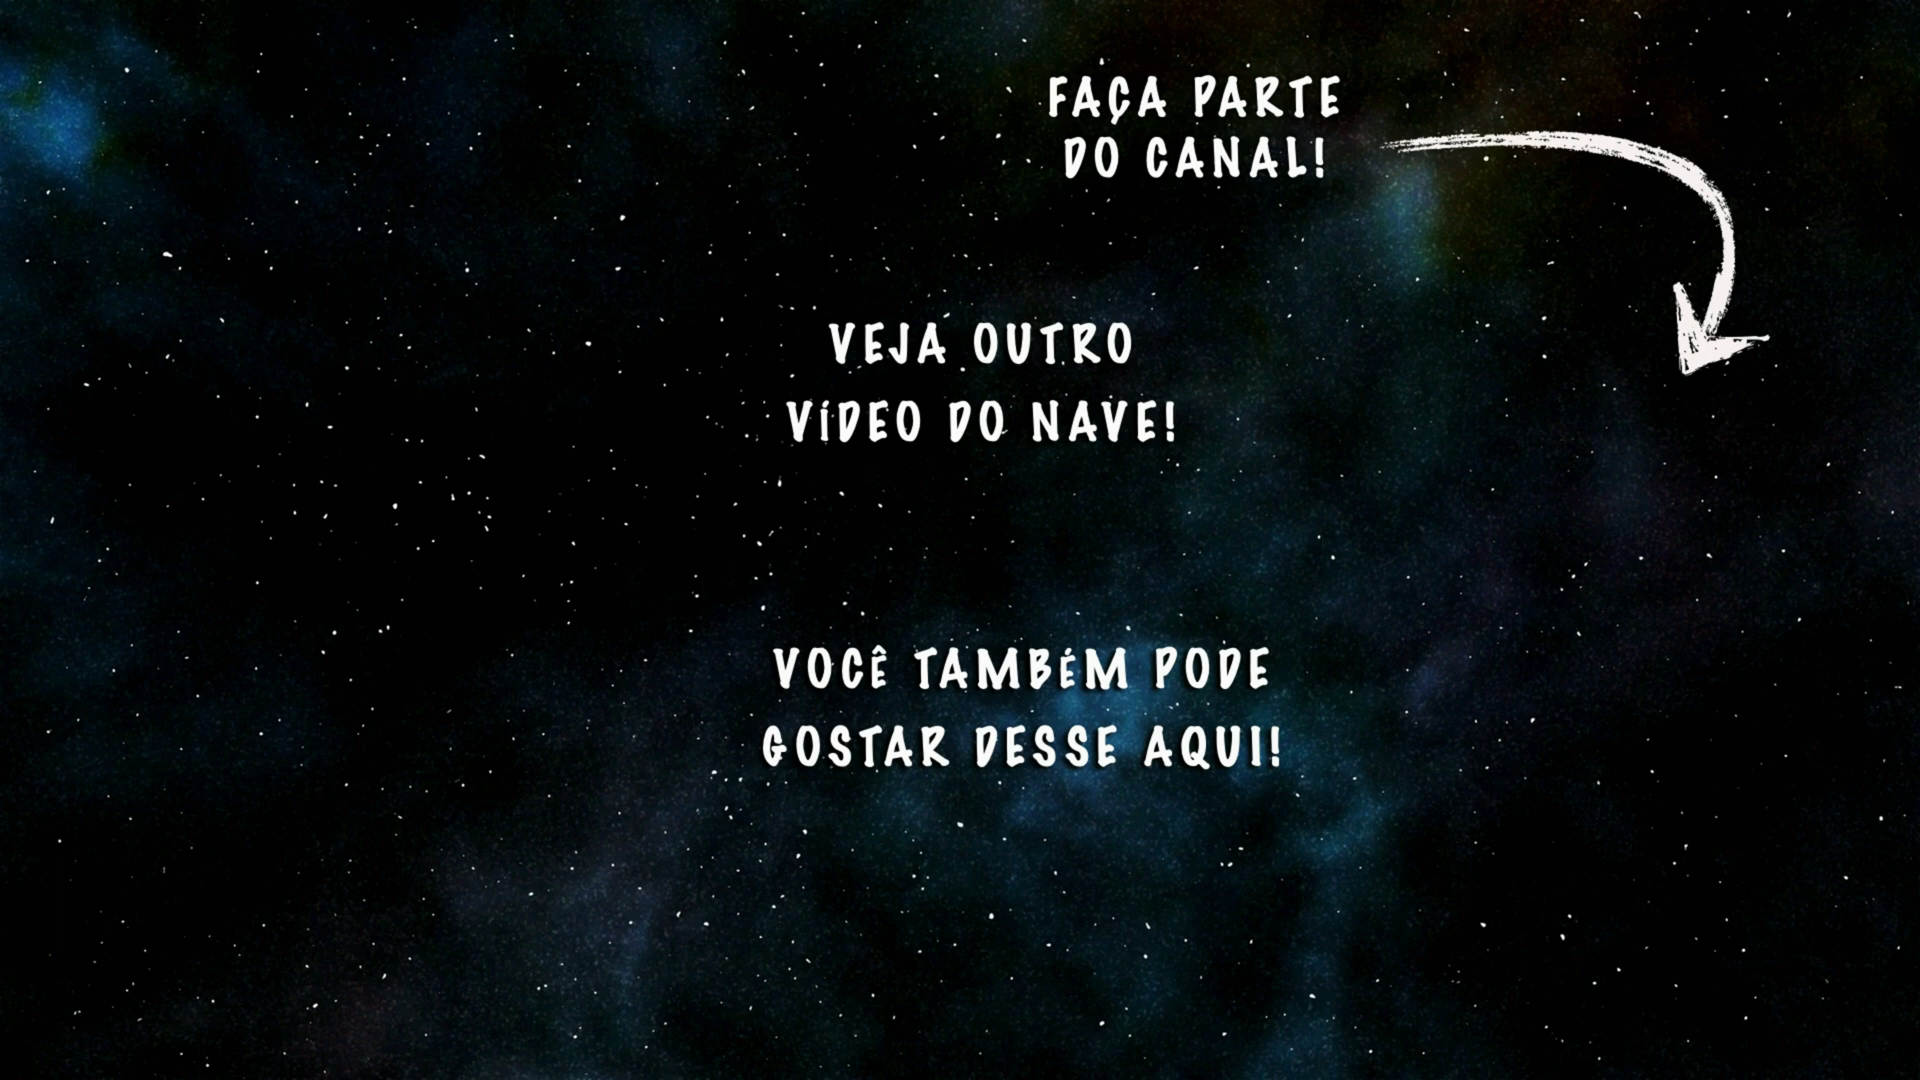 FAÇA PARTE
DO CANAL!
VEJA OUTRO
VÍDEO DO NAVE!
VOCÊ TAMBÉM PODE
GOSTAR DESSE AQUI!